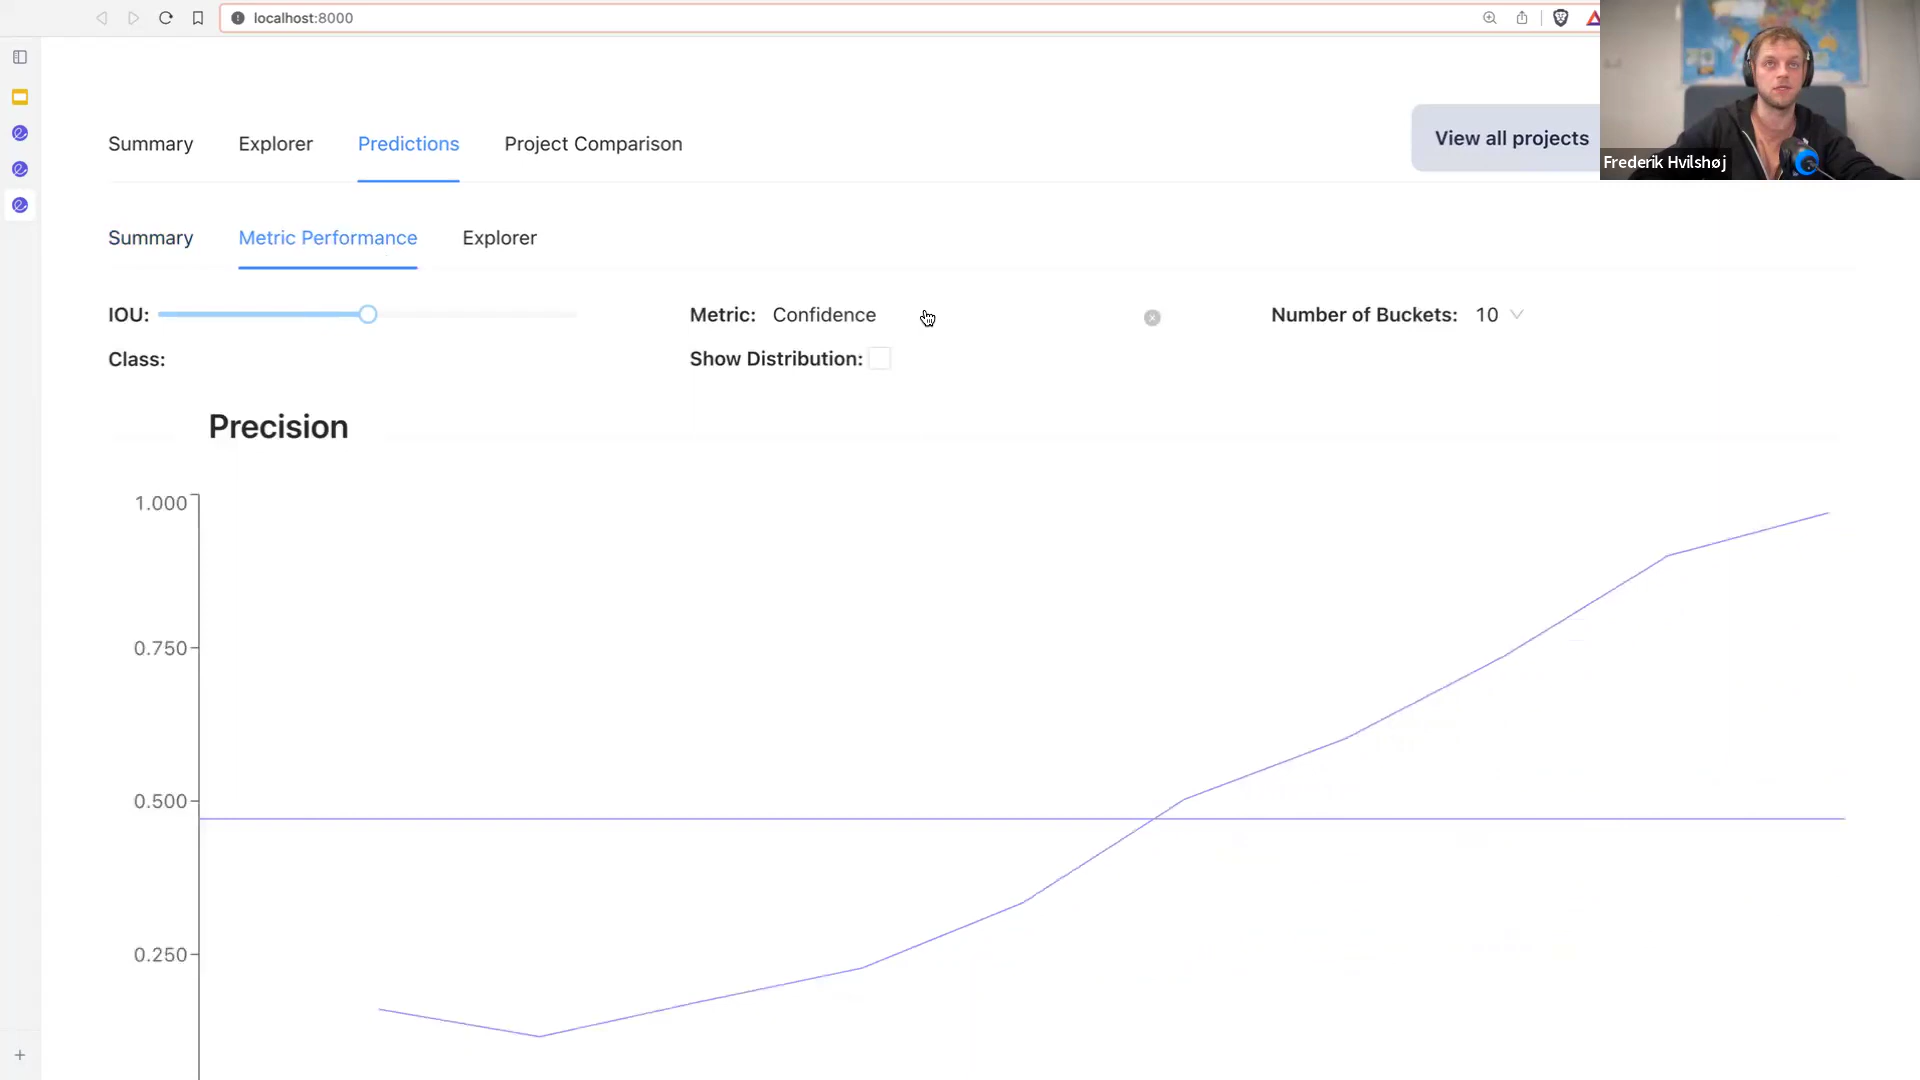 localhost:8000
Summary Explorer Predictions Project Comparison View all projects
Frederik Hvilshøj
Summary Metric Performance Explorer
IOU: Metric: Confidence Number of Buckets: 10
Class: Show Distribution:
Precision
1.000
0.750
0.500
0.250